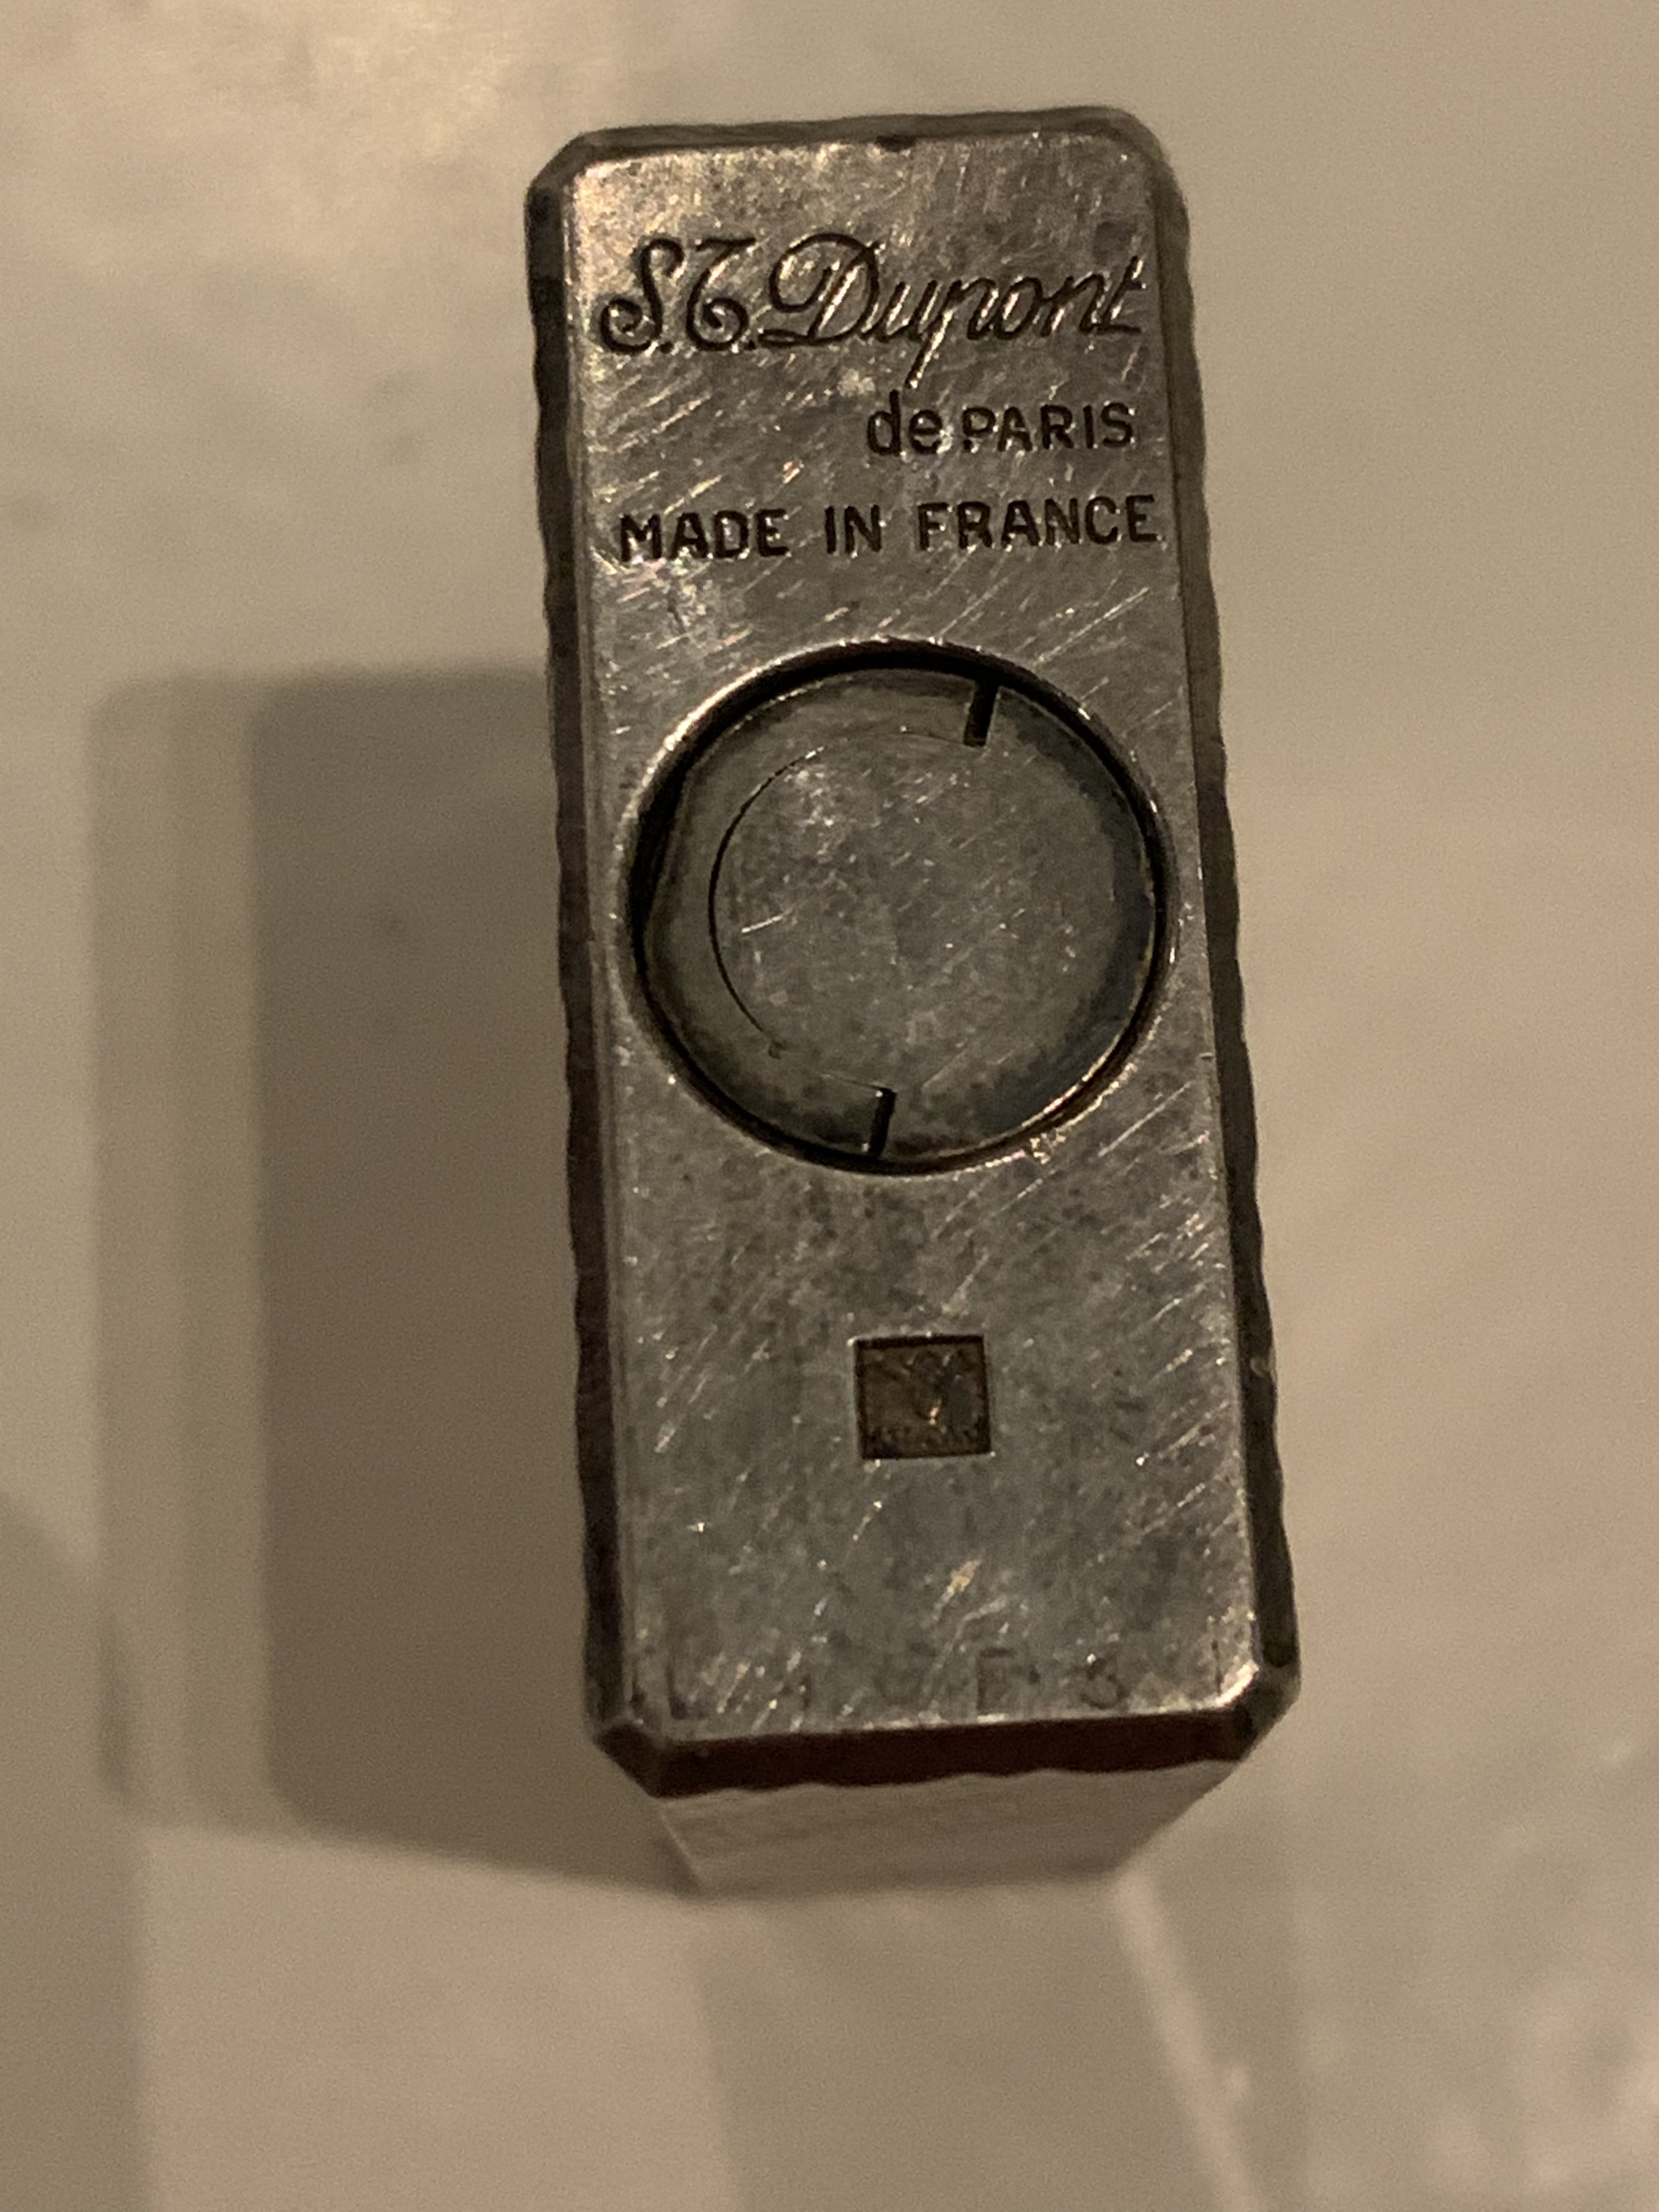 S.T. Dupont
de PARIS
MADE IN FRANCE